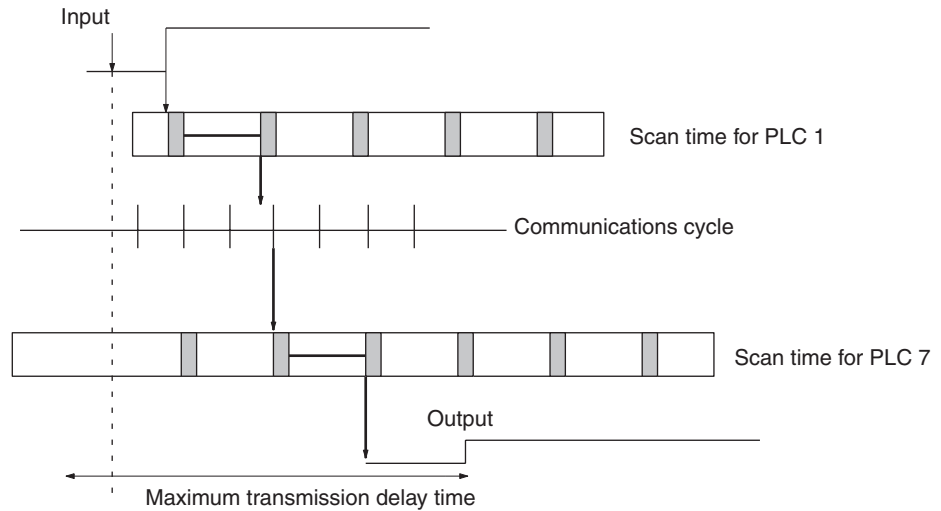 Input
Scan time for PLC 1
Communications cycle
Scan time for PLC 7
Output
Maximum transmission delay time